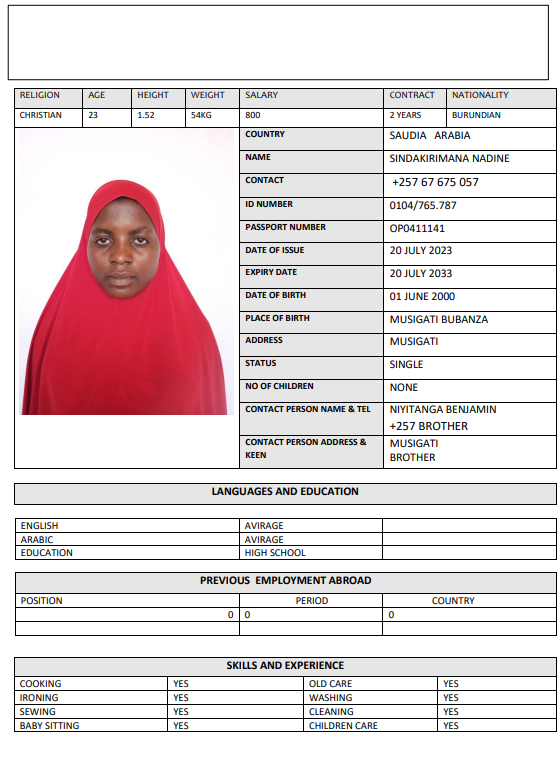 RELIGION AGE HEIGHT WEIGHT SALARY CONTRACT NATIONALITY
CHRISTIAN 23 1.52 54KG 800 2 YEARS BURUNDIAN
COUNTRY SAUDIA ARABIA
NAME SINDAKIRIMANA NADINE
CONTACT +257 67 675 057
ID NUMBER 0104/765.787
PASSPORT NUMBER OP0411141
DATE OF ISSUE 20 JULY 2023
EXPIRY DATE 20 JULY 2033
DATE OF BIRTH 01 JUNE 2000
PLACE OF BIRTH MUSIGATI BUBANZA
ADDRESS MUSIGATI
STATUS SINGLE
NO OF CHILDREN NONE
CONTACT PERSON NAME & TEL NIYITANGA BENJAMIN
+257 BROTHER
CONTACT PERSON ADDRESS & MUSIGATI
KEEN BROTHER
LANGUAGES AND EDUCATION
ENGLISH AVIRAGE
ARABIC AVIRAGE
EDUCATION HIGH SCHOOL
PREVIOUS EMPLOYMENT ABROAD
POSITION PERIOD COUNTRY
0 0 0
SKILLS AND EXPERIENCE
COOKING YES OLD CARE YES
IRONING YES WASHING YES
SEWING YES CLEANING YES
BABY SITTING YES CHILDREN CARE YES